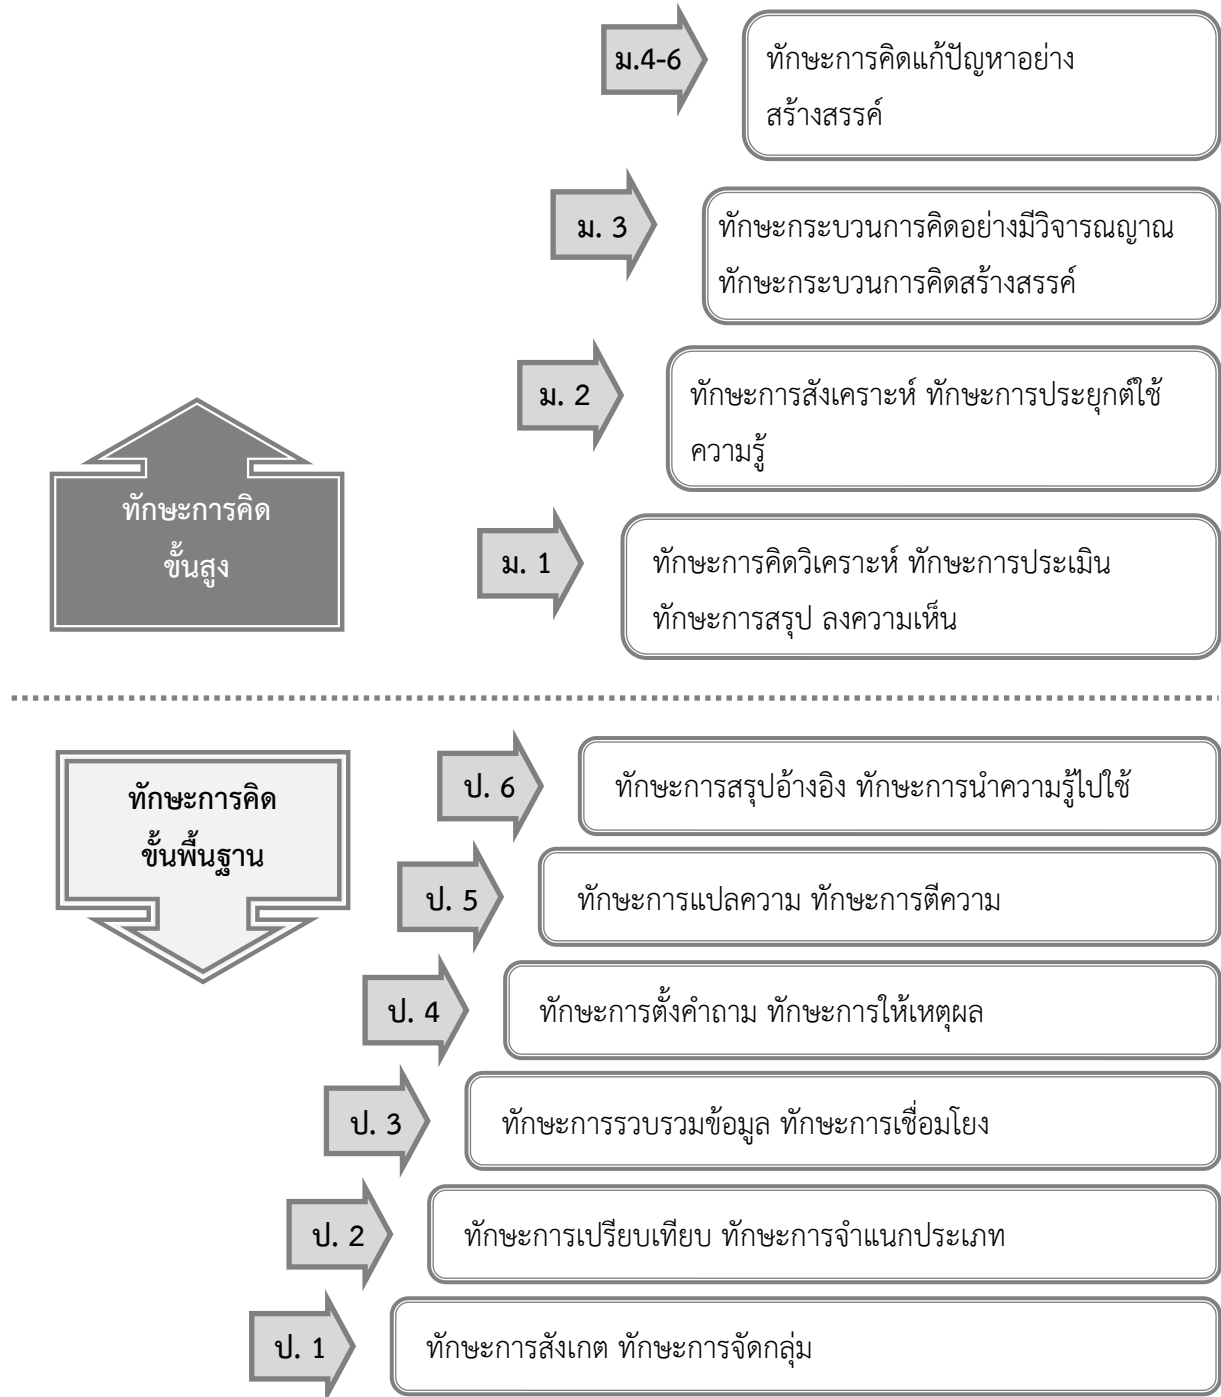 ม.4-6
ทักษะการคิดแก้ปัญหาอย่าง
สร้างสรรค์
ม. 3
ทักษะกระบวนการคิดอย่างมีวิจารณญาณ
ทักษะกระบวนการคิดสร้างสรรค์
ม. 2
ทักษะการสังเคราะห์ ทักษะการประยุกต์ใช้
ความรู้
ทักษะการคิด
ขั้นสูง
ม. 1
ทักษะการคิดวิเคราะห์ ทักษะการประเมิน
ทักษะการสรุป ลงความเห็น
ทักษะการคิด
ขั้นพื้นฐาน
ป. 6
ทักษะการสรุปอ้างอิง ทักษะการนำความรู้ไปใช้
ป. 5
ทักษะการแปลความ ทักษะการตีความ
ป. 4
ทักษะการตั้งคำถาม ทักษะการให้เหตุผล
ป. 3
ทักษะการรวบรวมข้อมูล ทักษะการเชื่อมโยง
ป. 2
ทักษะการเปรียบเทียบ ทักษะการจำแนกประเภท
ป. 1
ทักษะการสังเกต ทักษะการจัดกลุ่ม